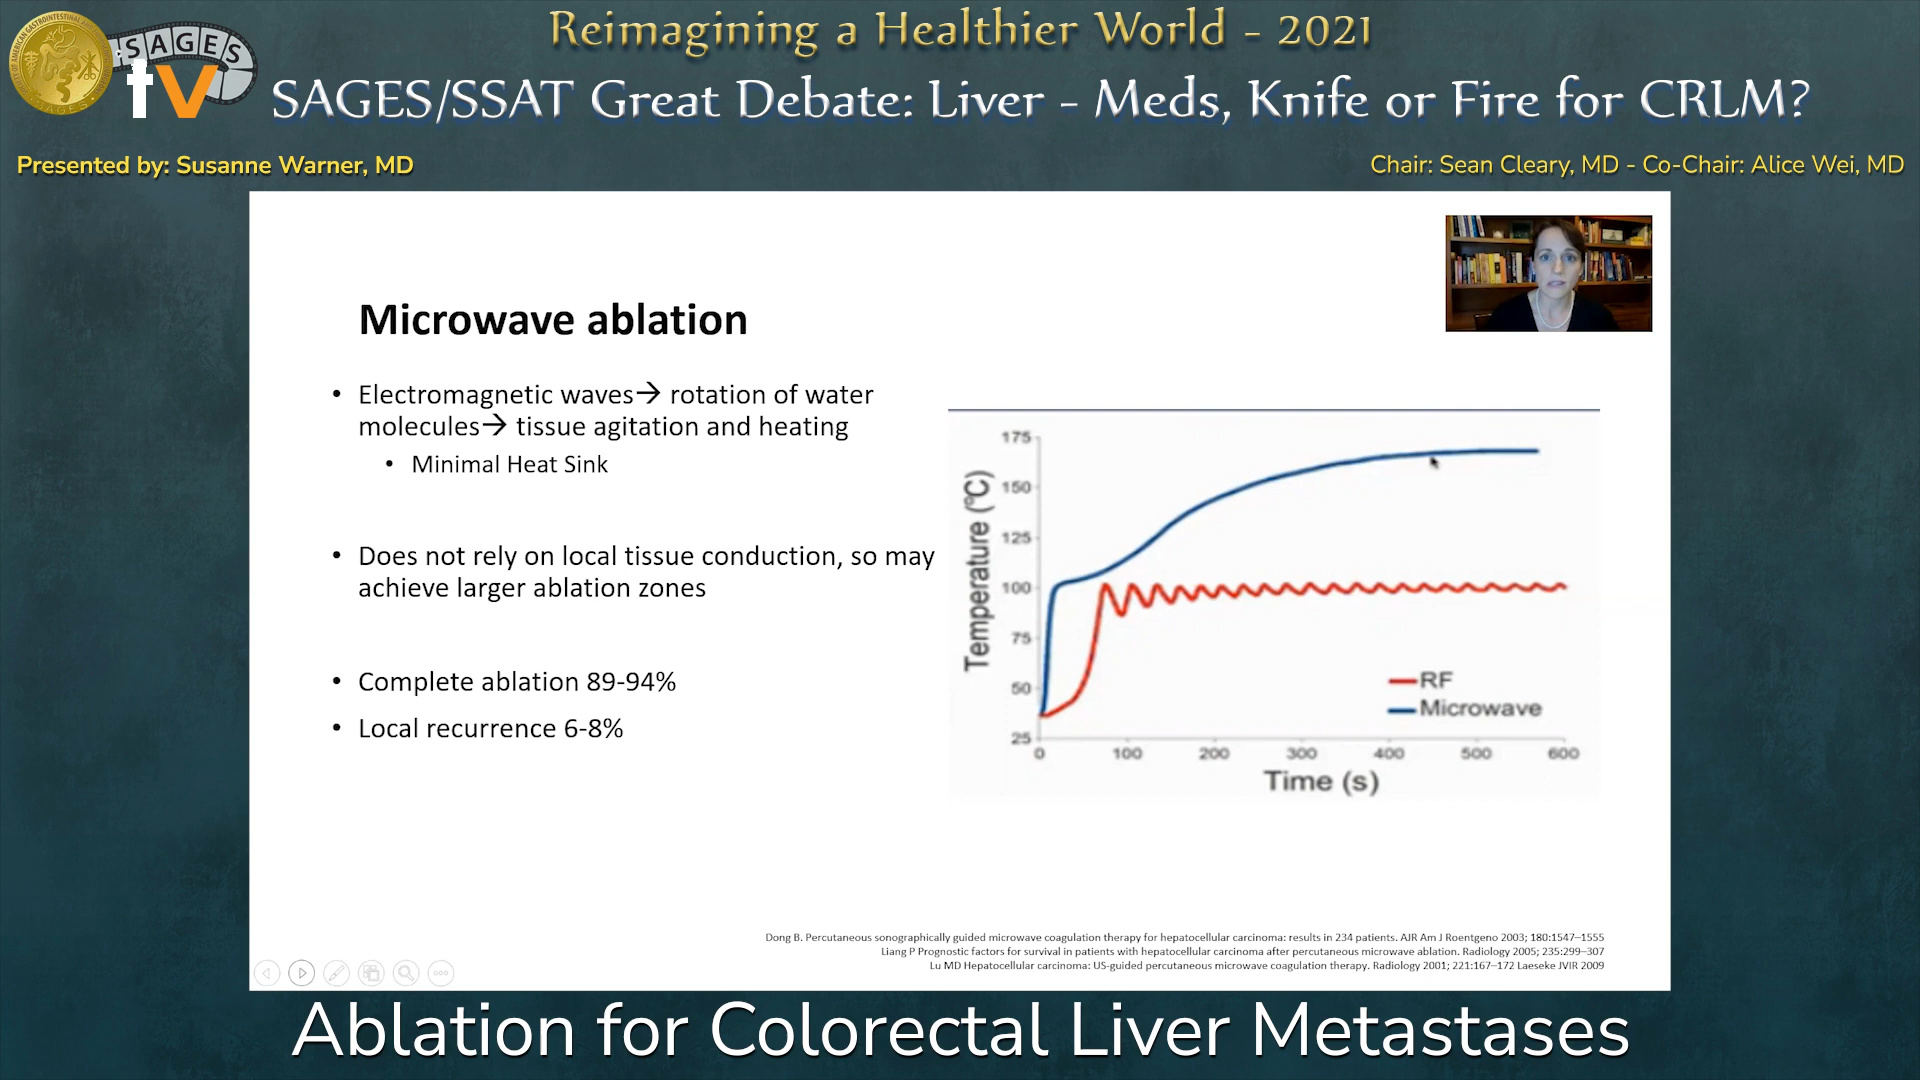 Reimagining a Healthier World - 2021
SAGES
tv
SAGES/SSAT Great Debate: Liver - Meds, Knife or Fire for CRLM?
Presented by: Susanne Warner, MD
Chair: Sean Cleary, MD - Co-Chair: Alice Wei, MD
Microwave ablation
• Electromagnetic waves→ rotation of water
molecules→ tissue agitation and heating
• Minimal Heat Sink
• Does not rely on local tissue conduction, so may
achieve larger ablation zones
• Complete ablation 89-94%
• Local recurrence 6-8%
Temperature (°C)
175
150
125
100
75
50
25
0 100 200 300 400 500 600
Time (s)
RF
Microwave
Dong B. Percutaneous sonographically guided microwave coagulation therapy for hepatocellular carcinoma: results in 234 patients. AJR Am J Roentgeno 2003; 180:1547–1555
Liang P Prognostic factors for survival in patients with hepatocellular carcinoma after percutaneous microwave ablation. Radiology 2005; 235:299–307
Lu MD Hepatocellular carcinoma: US-guided percutaneous microwave coagulation therapy. Radiology 2001; 221:167–172 Laeseke JVIR 2009
Ablation for Colorectal Liver Metastases